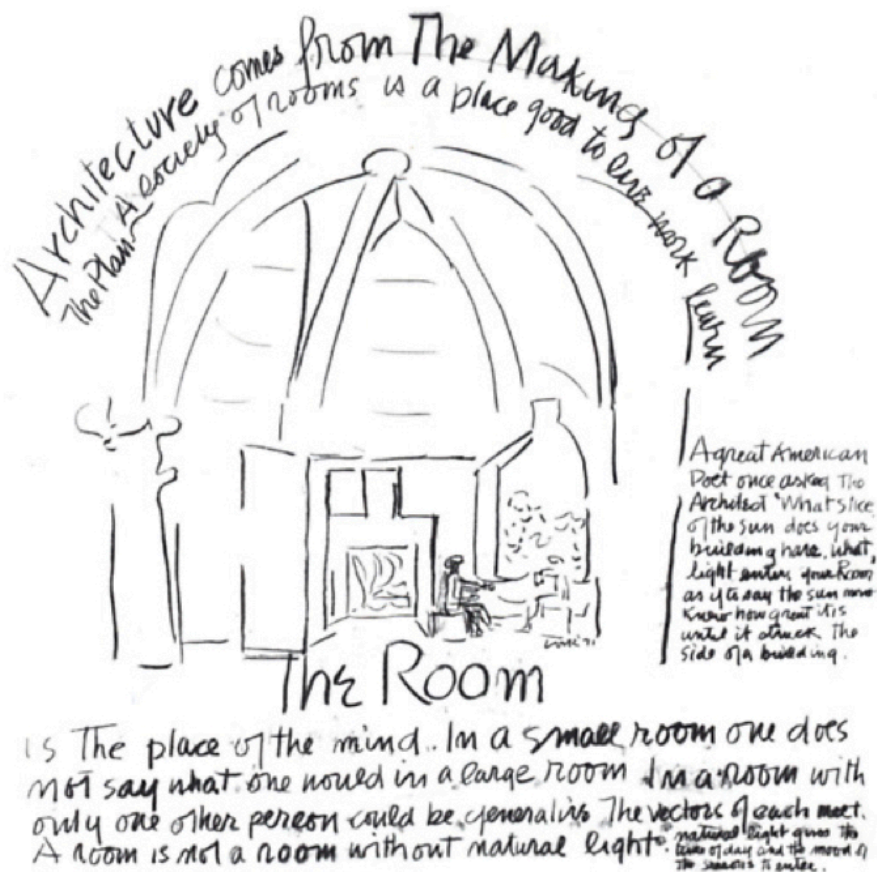 Architecture comes from The Making of a Room
The Plan A society of rooms is a place good to live work learn
A great American
Poet once asked The
Architect 'What slice
of the sun does your
building have, what
light enters your Room'
as if to say the sun never
knew how great it is
until it struck the
side of a building.
The Room
is The place of the mind. In a small room one does
not say what one would in a large room In a room with
only one other person could be generative The vectors of each meet.
A room is not a room without natural light.
natural light gives the
time of day and the mood of
the seasons to enter.